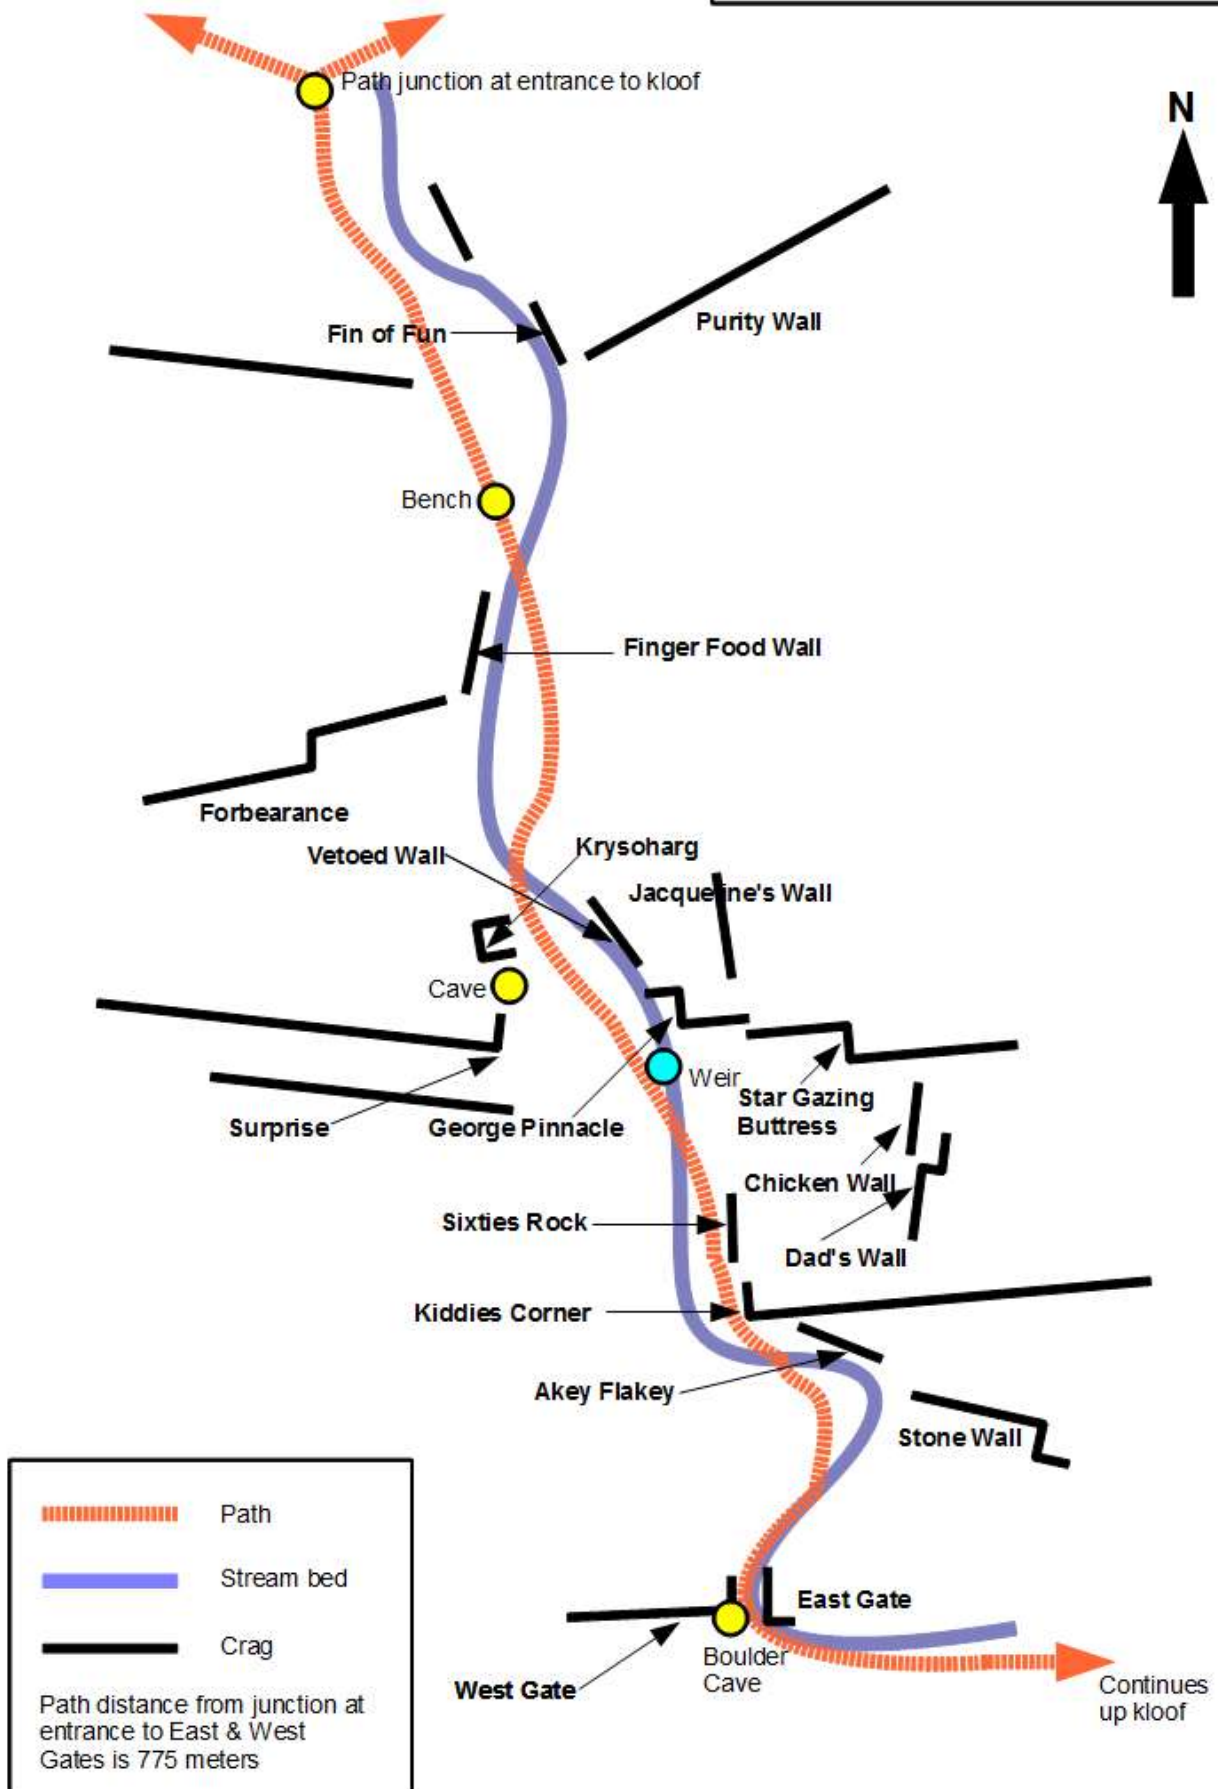 Path junction at entrance to kloof
N
Purity Wall
Fin of Fun
Bench
Finger Food Wall
Forbearance
Krysoharg
Vetoed Wall
Jacqueline's Wall
Cave
Weir
Star Gazing
Buttress
Surprise
George Pinnacle
Chicken Wall
Sixties Rock
Dad's Wall
Kiddies Corner
Akey Flakey
Stone Wall
East Gate
Boulder
Cave
West Gate
Continues
up kloof
Path
Stream bed
Crag
Path distance from junction at
entrance to East & West
Gates is 775 meters